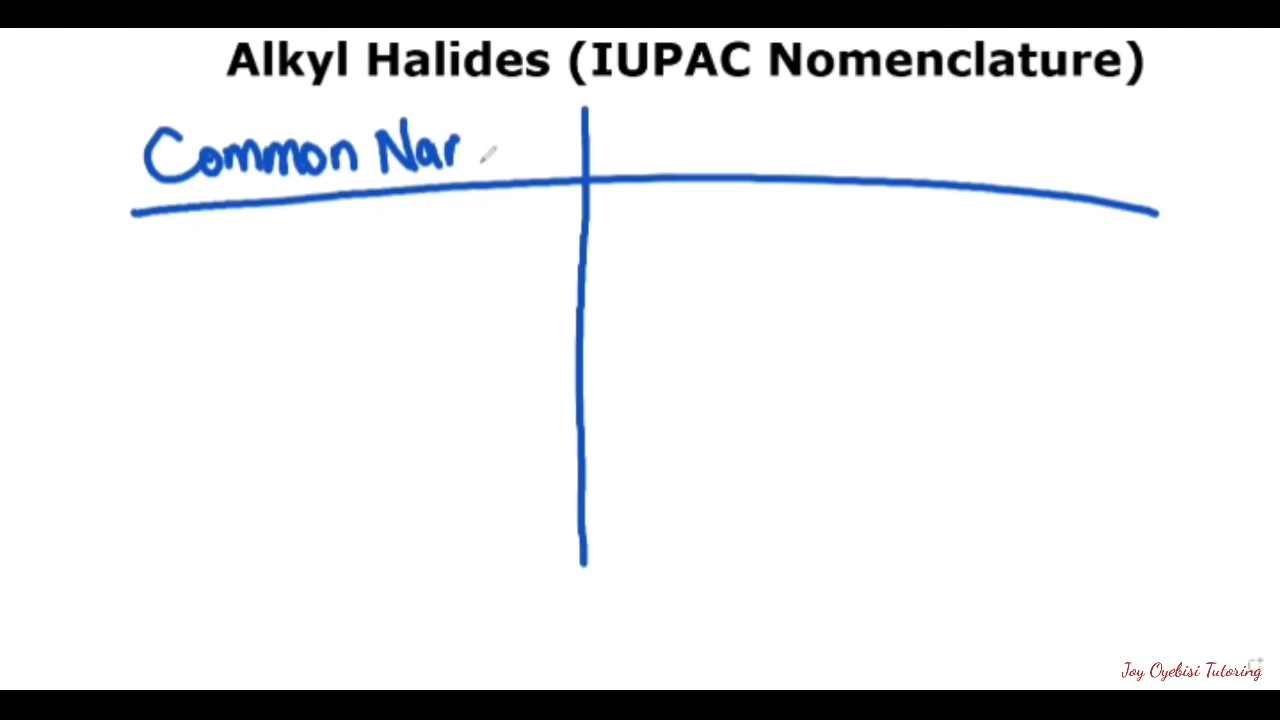 Alkyl Halides (IUPAC Nomenclature)
Common Nar
Joy Oyebisi Tutoring